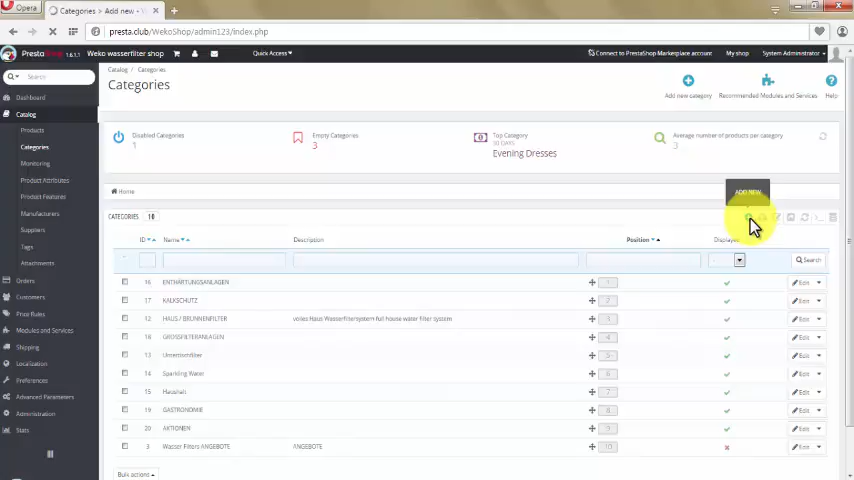 Opera
Categories > Add new •
presta.club/WekoShop/admin123/index.php
PrestaShop 1.6.1.1 Weko wasserfilter shop Quick Access Connect to PrestaShop Marketplace account My shop System Administrator
Search
Catalog / Categories
Categories
Add new category Recommended Modules and Services Help
Dashboard
Catalog
Products
Categories
Monitoring
Product Attributes
Product Features
Manufacturers
Suppliers
Tags
Attachments
Orders
Customers
Price Rules
Modules and Services
Shipping
Localization
Preferences
Advanced Parameters
Administration
Stats
Disabled Categories
1
Empty Categories
3
Top Category
30 DAYS
Evening Dresses
Average number of products per category
3
Home
ADD NEW
CATEGORIES 10
ID Name Description Position Displayed
Search
16 ENTHÄRTUNGSANLAGEN 1 Edit
17 KALKSCHUTZ 2 Edit
12 HAUS / BRUNNENFILTER volles Haus Wasserfiltersystem full house water filter system 3 Edit
18 GROSSFILTERANLAGEN 4 Edit
13 Untertischfilter 5 Edit
14 Sparkling Water 6 Edit
15 Haushalt 7 Edit
19 GASTRONOMIE 8 Edit
20 AKTIONEN 9 Edit
3 Wasser Filters ANGEBOTE ANGEBOTE 10 Edit
Bulk actions